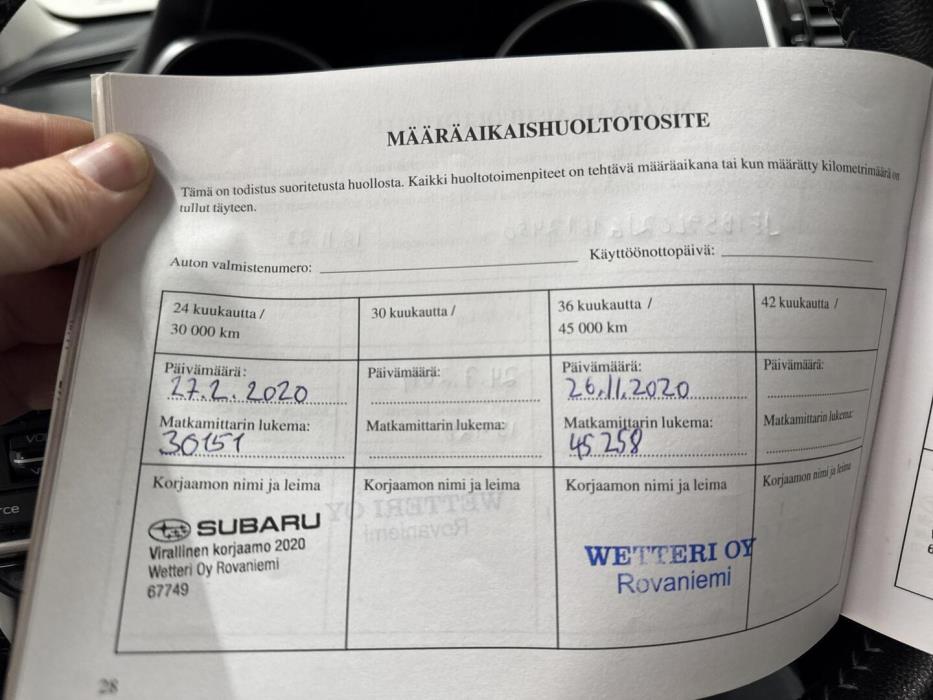 MÄÄRÄAIKAISHUOLTOTOSITE
Tämä on todistus suoritetusta huollosta. Kaikki huoltotoimenpiteet on tehtävä määräaikana tai kun määrätty kilometrimäärä on
tullut täyteen.
Auton valmistenumero:
Käyttöönottopäivä:
24 kuukautta /
30 000 km
30 kuukautta /
36 kuukautta /
45 000 km
42 kuukautta /
Päivämäärä:
27.2.2020
Päivämäärä:
Päivämäärä:
26.11.2020
Päivämäärä:
Matkamittarin lukema:
30151
Matkamittarin lukema:
Matkamittarin lukema:
45 258
Matkamittarin lukema:
Korjaamon nimi ja leima
SUBARU
Virallinen korjaamo 2020
Wetteri Oy Rovaniemi
67749
Korjaamon nimi ja leima
Korjaamon nimi ja leima
WETTERI OY
Rovaniemi
Korjaamon nimi ja leima
28